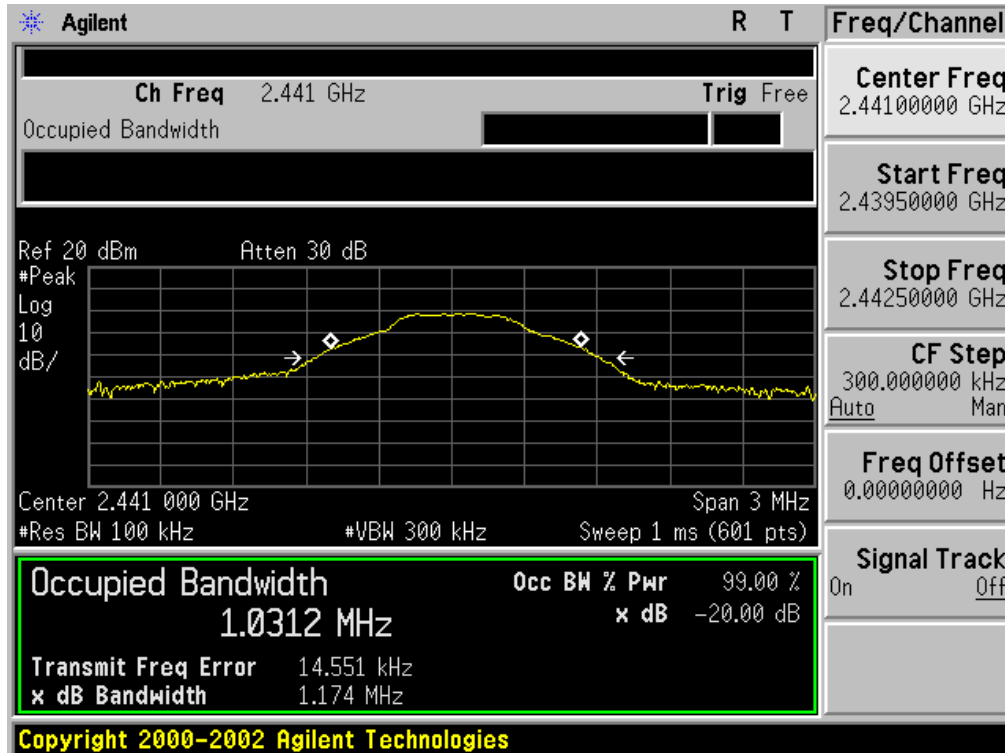 Agilent R T
Ch Freq 2.441 GHz Trig Free
Occupied Bandwidth
Ref 20 dBm Atten 30 dB
#Peak
Log
10
dB/
Center 2.441 000 GHz Span 3 MHz
#Res BW 100 kHz #VBW 300 kHz Sweep 1 ms (601 pts)
Occupied Bandwidth
1.0312 MHz
Occ BW % Pwr 99.00 %
x dB -20.00 dB
Transmit Freq Error 14.551 kHz
x dB Bandwidth 1.174 MHz
Copyright 2000-2002 Agilent Technologies
Freq/Channel
Center Freq
2.44100000 GHz
Start Freq
2.43950000 GHz
Stop Freq
2.44250000 GHz
CF Step
300.000000 kHz
Auto Man
Freq Offset
0.00000000 Hz
Signal Track
On Off